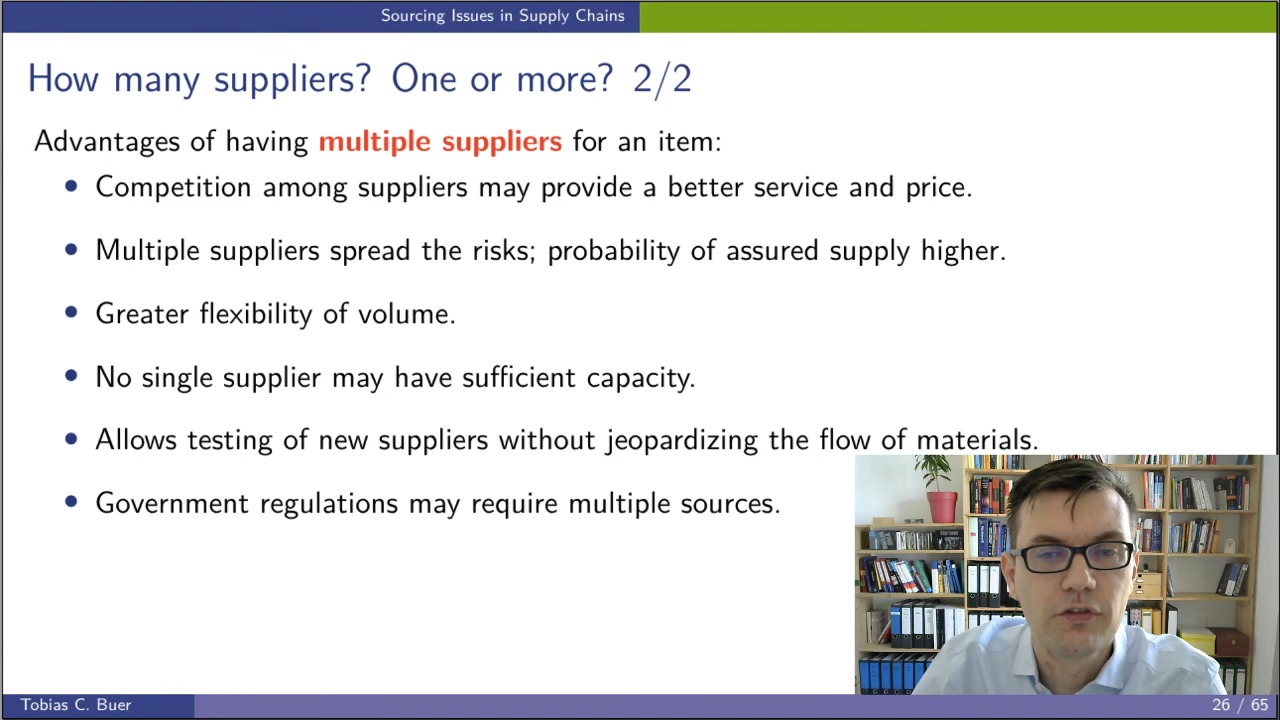 Sourcing Issues in Supply Chains
How many suppliers? One or more? 2/2
Advantages of having multiple suppliers for an item:
• Competition among suppliers may provide a better service and price.
• Multiple suppliers spread the risks; probability of assured supply higher.
• Greater flexibility of volume.
• No single supplier may have sufficient capacity.
• Allows testing of new suppliers without jeopardizing the flow of materials.
• Government regulations may require multiple sources.
Tobias C. Buer
26 / 65